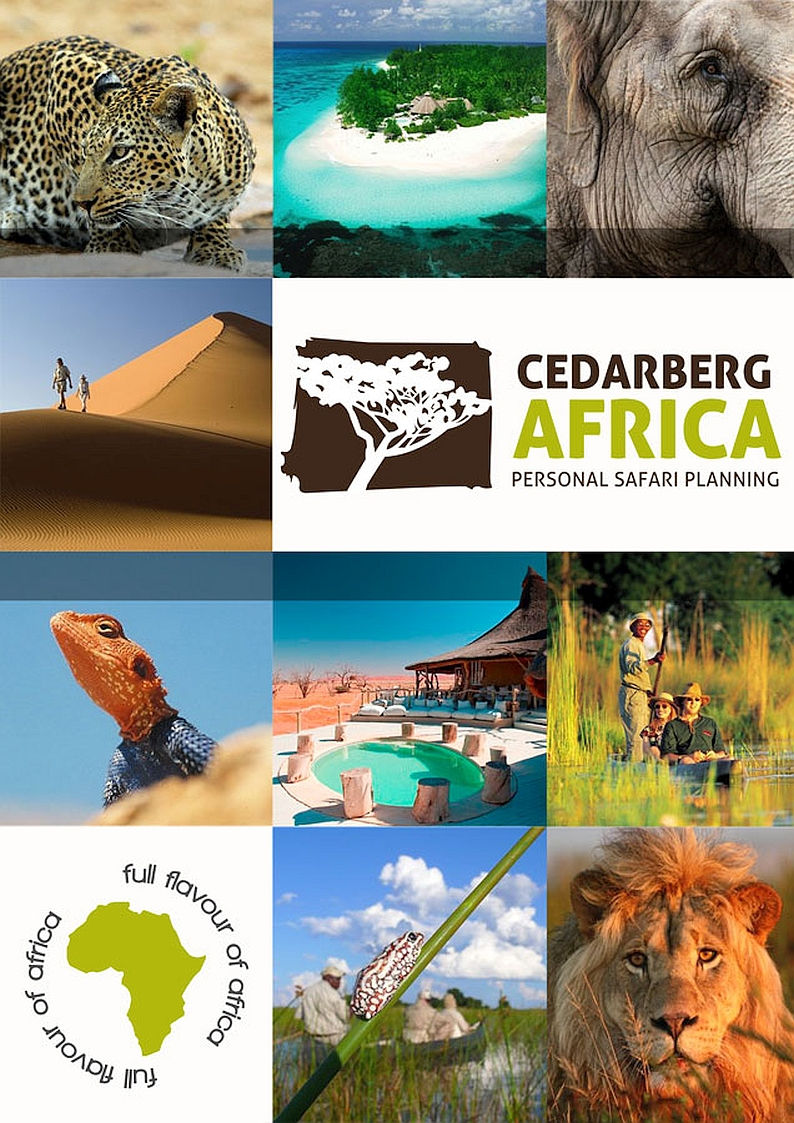 CEDARBERG
AFRICA
PERSONAL SAFARI PLANNING
full flavour of africa
full flavour of africa